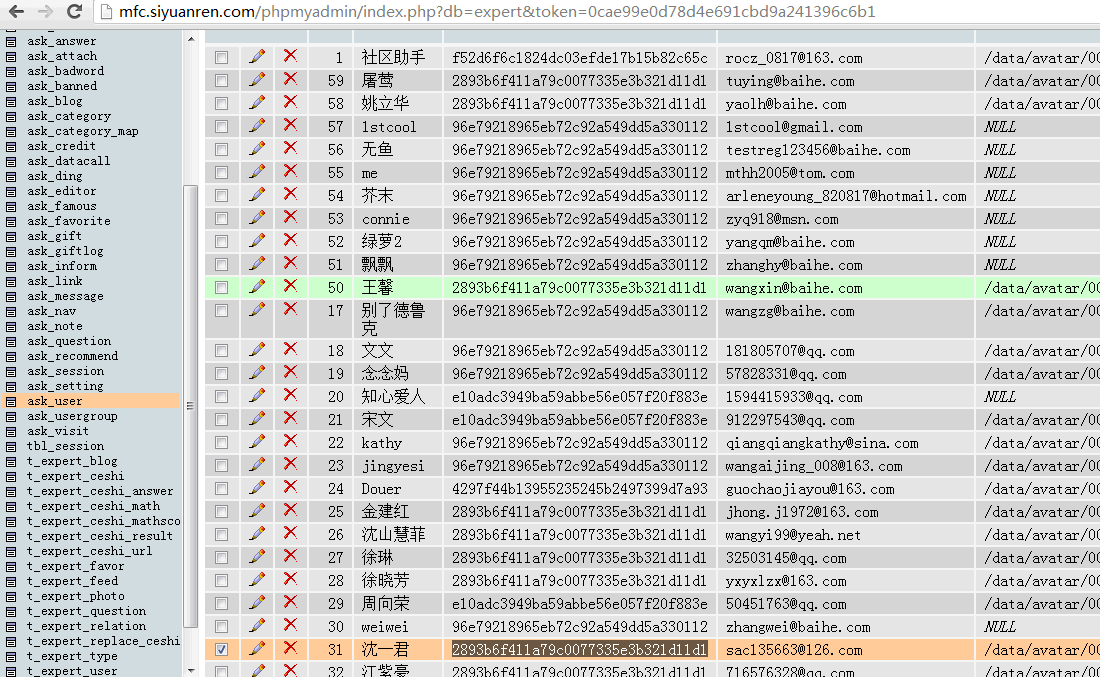 mfc.siyuanren.com/phpmyadmin/index.php?db=expert&token=0cae99e0d78d4e691cbd9a241396c6b1
ask_answer
ask_attach
ask_badword
ask_banned
ask_blog
ask_category
ask_category_map
ask_credit
ask_datacall
ask_ding
ask_editor
ask_famous
ask_favorite
ask_gift
ask_giftlog
ask_inform
ask_link
ask_message
ask_nav
ask_note
ask_question
ask_recommend
ask_session
ask_setting
ask_user
ask_usergroup
ask_visit
tbl_session
t_expert_blog
t_expert_ceshi
t_expert_ceshi_answer
t_expert_ceshi_math
t_expert_ceshi_mathsco
t_expert_ceshi_result
t_expert_ceshi_url
t_expert_favor
t_expert_feed
t_expert_photo
t_expert_question
t_expert_relation
t_expert_replace_ceshi
t_expert_type
t_expert_user
1 社区助手 f52d6f6c1824dc03efde17b15b82c65c rocz_0817@163.com /data/avatar/00
59 屠莺 2893b6f411a79c0077335e3b321d11d1 tuying@baihe.com /data/avatar/00
58 姚立华 2893b6f411a79c0077335e3b321d11d1 yaolh@baihe.com /data/avatar/00
57 1stcool 96e79218965eb72c92a549dd5a330112 1stcool@gmail.com NULL
56 无鱼 96e79218965eb72c92a549dd5a330112 testreg123456@baihe.com NULL
55 me 96e79218965eb72c92a549dd5a330112 mthh2005@tom.com NULL
54 芥末 96e79218965eb72c92a549dd5a330112 arleneyoung_820817@hotmail.com NULL
53 connie 96e79218965eb72c92a549dd5a330112 zyq918@msn.com NULL
52 绿萝2 96e79218965eb72c92a549dd5a330112 yangqm@baihe.com NULL
51 飘飘 96e79218965eb72c92a549dd5a330112 zhanghy@baihe.com NULL
50 王馨 2893b6f411a79c0077335e3b321d11d1 wangxin@baihe.com /data/avatar/00
17 别了德鲁 96e79218965eb72c92a549dd5a330112 wangzg@baihe.com /data/avatar/00
克
18 文文 96e79218965eb72c92a549dd5a330112 181805707@qq.com /data/avatar/00
19 念念妈 96e79218965eb72c92a549dd5a330112 57828331@qq.com /data/avatar/00
20 知心爱人 e10adc3949ba59abbe56e057f20f883e 1594415933@qq.com NULL
21 宋文 e10adc3949ba59abbe56e057f20f883e 912297543@qq.com /data/avatar/00
22 kathy 96e79218965eb72c92a549dd5a330112 qiangqiangkathy@sina.com /data/avatar/00
23 jingyesi 96e79218965eb72c92a549dd5a330112 wangaijing_008@163.com /data/avatar/00
24 Douer 4297f44b13955235245b2497399d7a93 guochaojiayou@163.com /data/avatar/00
25 金建红 2893b6f411a79c0077335e3b321d11d1 jhong.j1972@163.com /data/avatar/00
26 沈山慧菲 2893b6f411a79c0077335e3b321d11d1 wangyi99@yeah.net /data/avatar/00
27 徐琳 2893b6f411a79c0077335e3b321d11d1 32503145@qq.com /data/avatar/00
28 徐晓芳 2893b6f411a79c0077335e3b321d11d1 yxyxlzx@163.com /data/avatar/00
29 周向荣 e10adc3949ba59abbe56e057f20f883e 50451763@qq.com /data/avatar/00
30 weiwei 96e79218965eb72c92a549dd5a330112 zhangwei@baihe.com NULL
31 沈一君 2893b6f411a79c0077335e3b321d11d1 sac135663@126.com /data/avatar/00
32 江紫豪 2893b6f411a79c0077335e3b321d11d1 716576328@qq.com /data/avatar/00